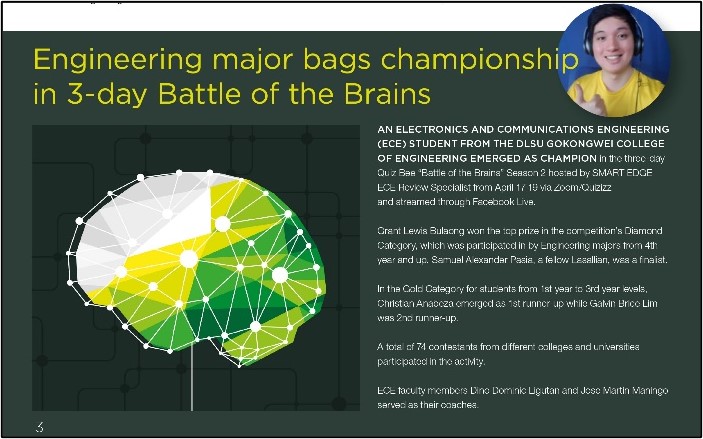 Engineering major bags championship
in 3-day Battle of the Brains
AN ELECTRONICS AND COMMUNICATIONS ENGINEERING
(ECE) STUDENT FROM THE DLSU GOKONGWEI COLLEGE
OF ENGINEERING EMERGED AS CHAMPION in the three-day
Quiz Bee “Battle of the Brains” Season 2 hosted by SMART EDGE
ECE Review Specialist from April 17-19 via Zoom/Quizizz
and streamed through Facebook Live.
Grant Lewis Bulaong won the top prize in the competition’s Diamond
Category, which was participated in by Engineering majors from 4th
year and up. Samuel Alexander Pasia, a fellow Lasallian, was a finalist.
In the Gold Category for students from 1st year to 3rd year levels,
Christian emerged as 1st runner-up while Galvin Brice Lim
was 2nd runner-up.
A total of 74 contestants from different colleges and universities
participated in the activity.
ECE faculty members Dino Dominic Ligutan and Jose Martin Maningo
served as their coaches.
3